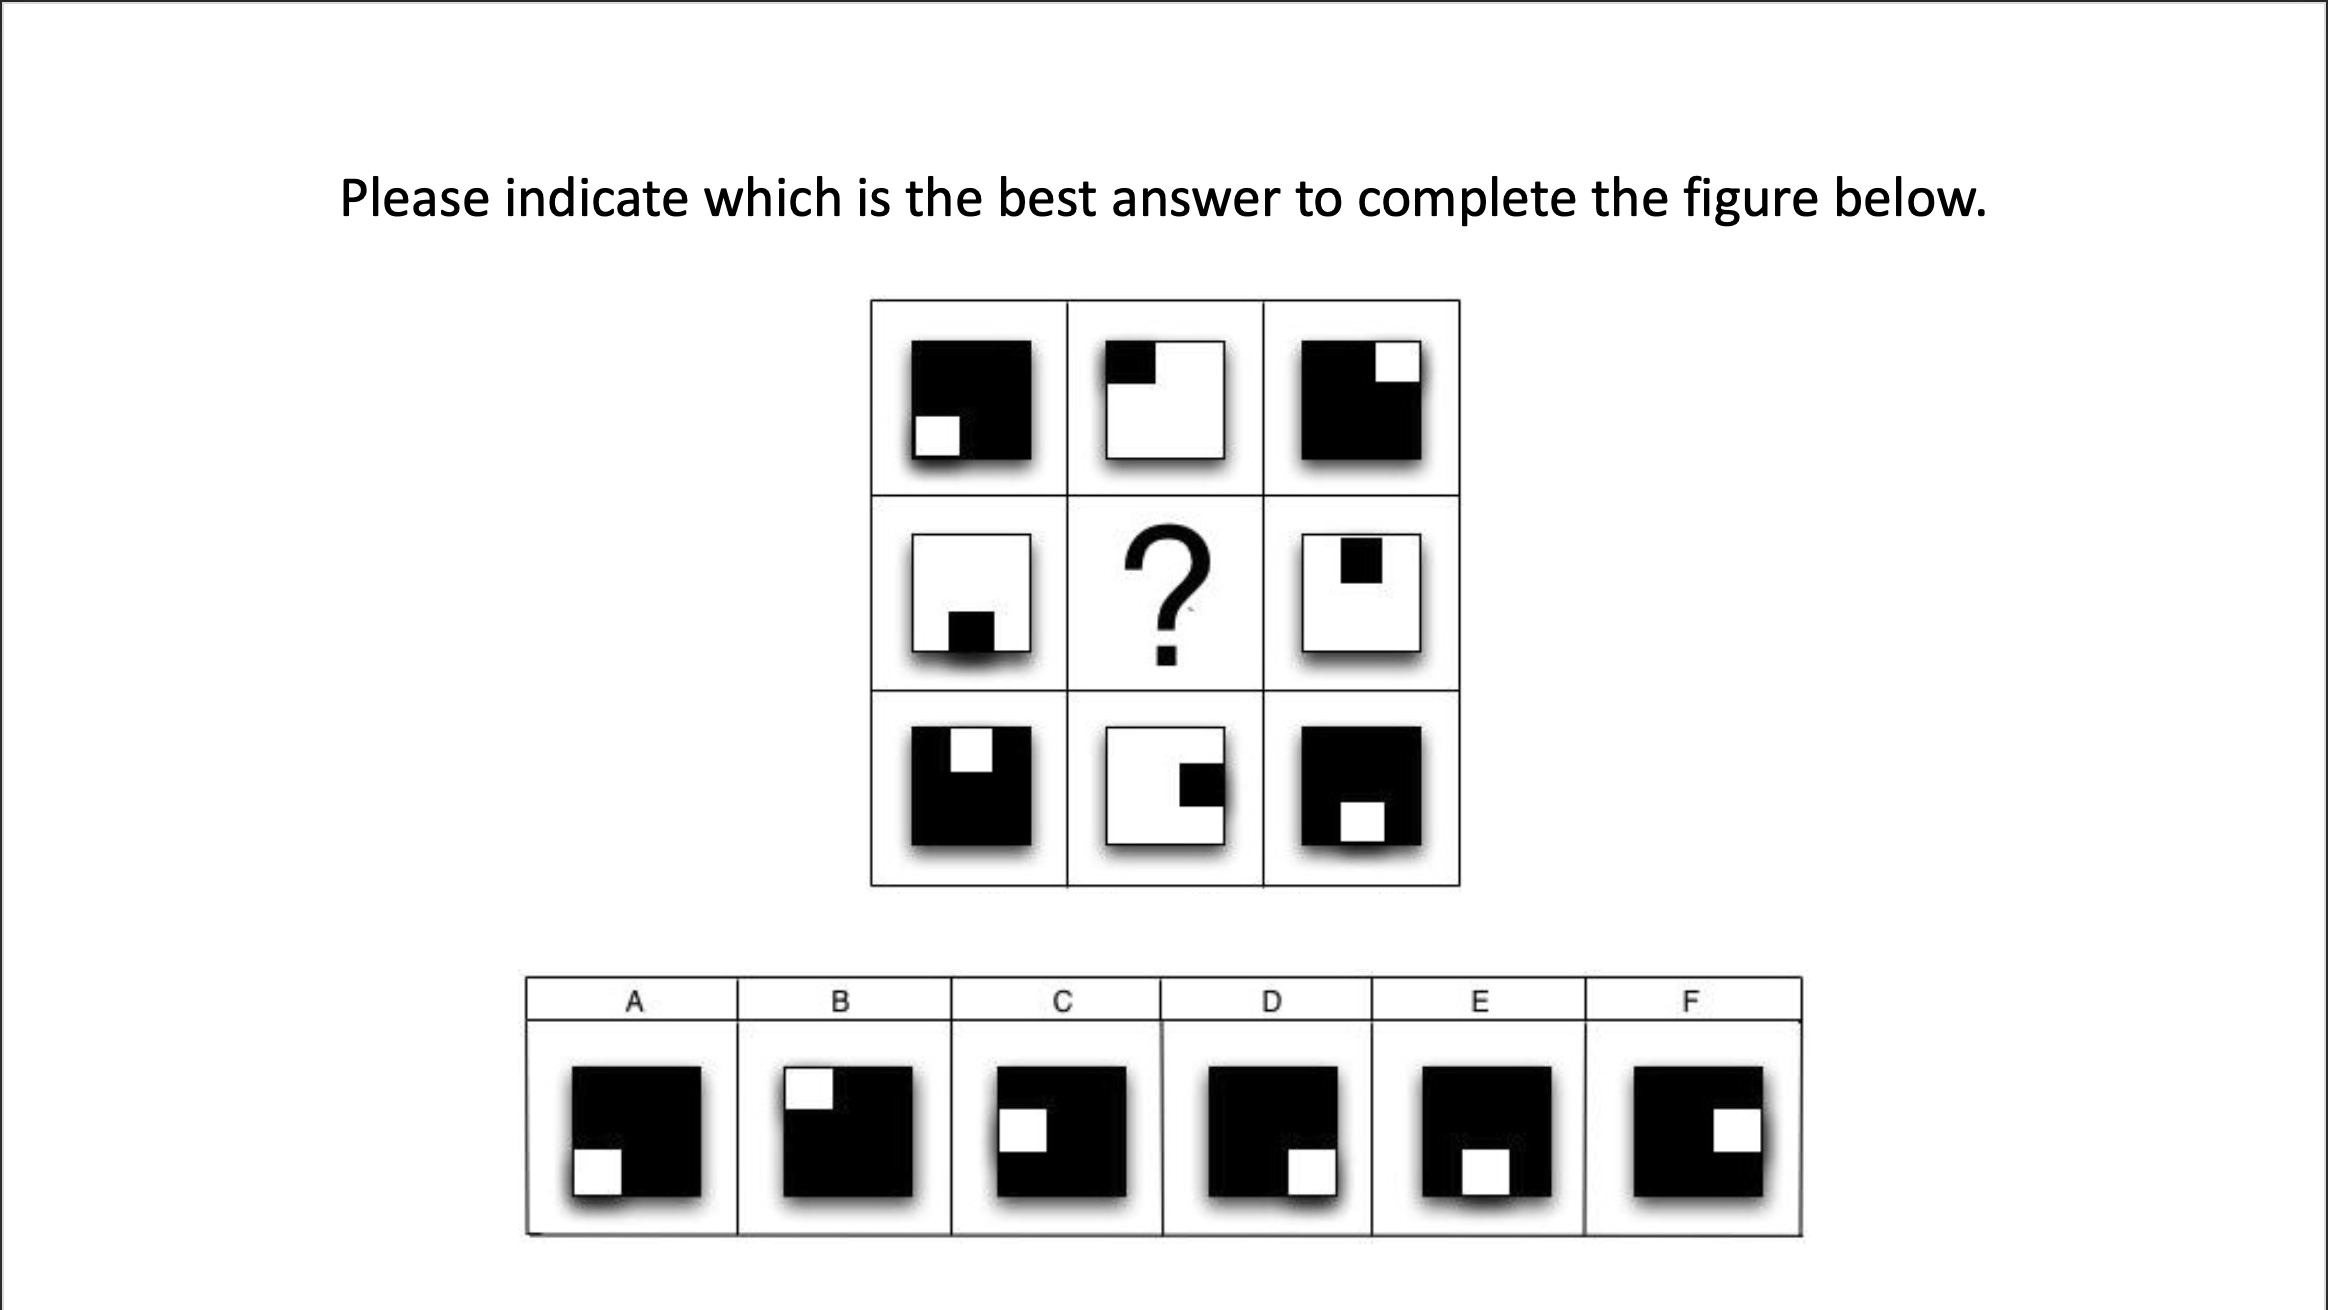 Please indicate which is the best answer to complete the figure below.
?
A B C D E F